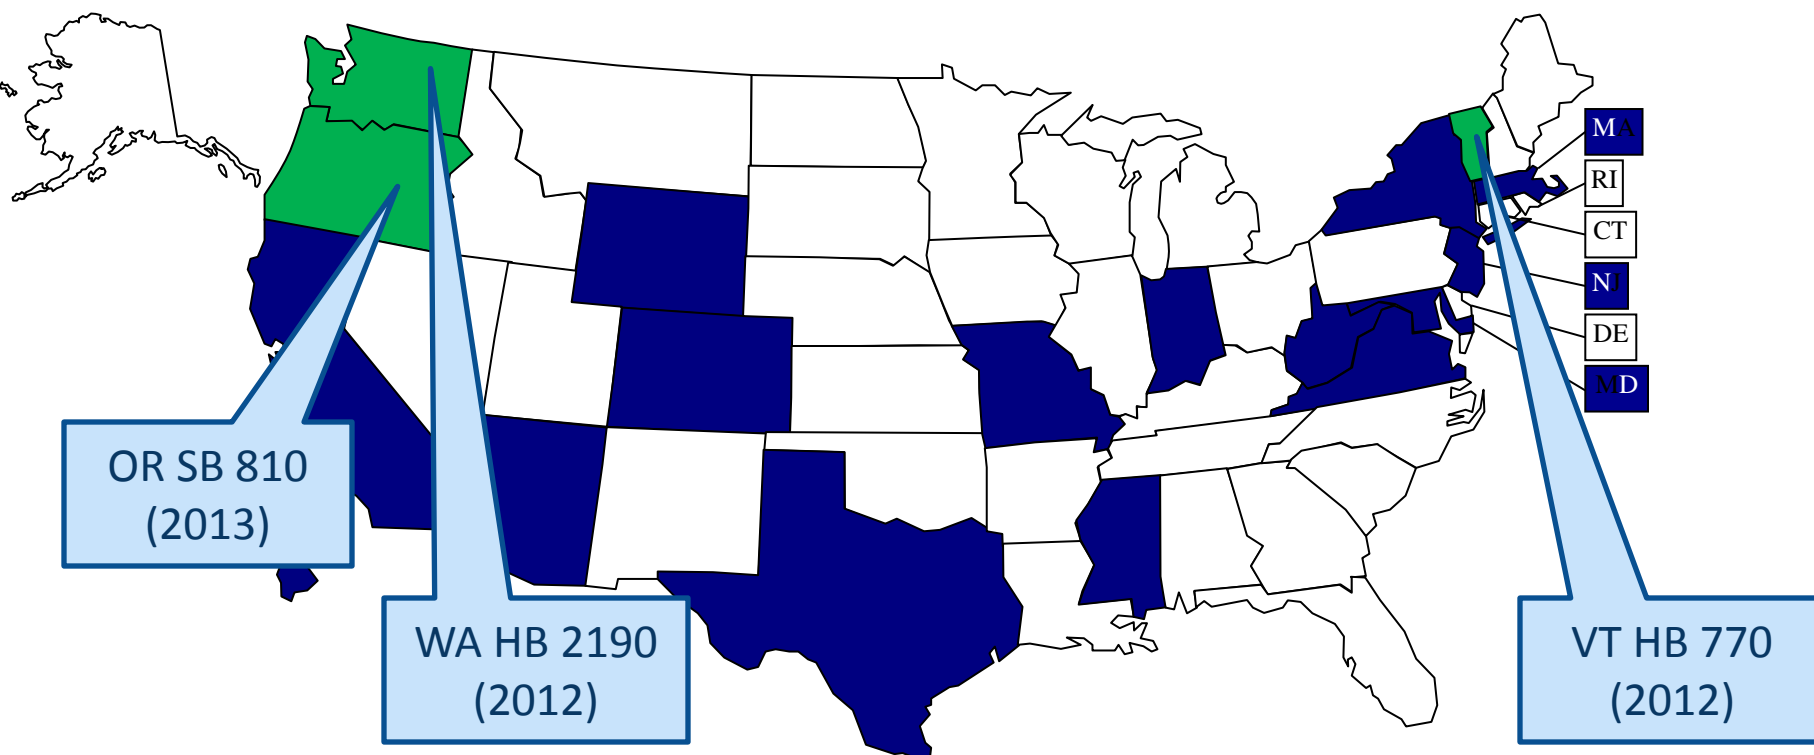 MA
RI
CT
NJ
DE
MD
OR SB 810
(2013)
WA HB 2190
(2012)
VT HB 770
(2012)